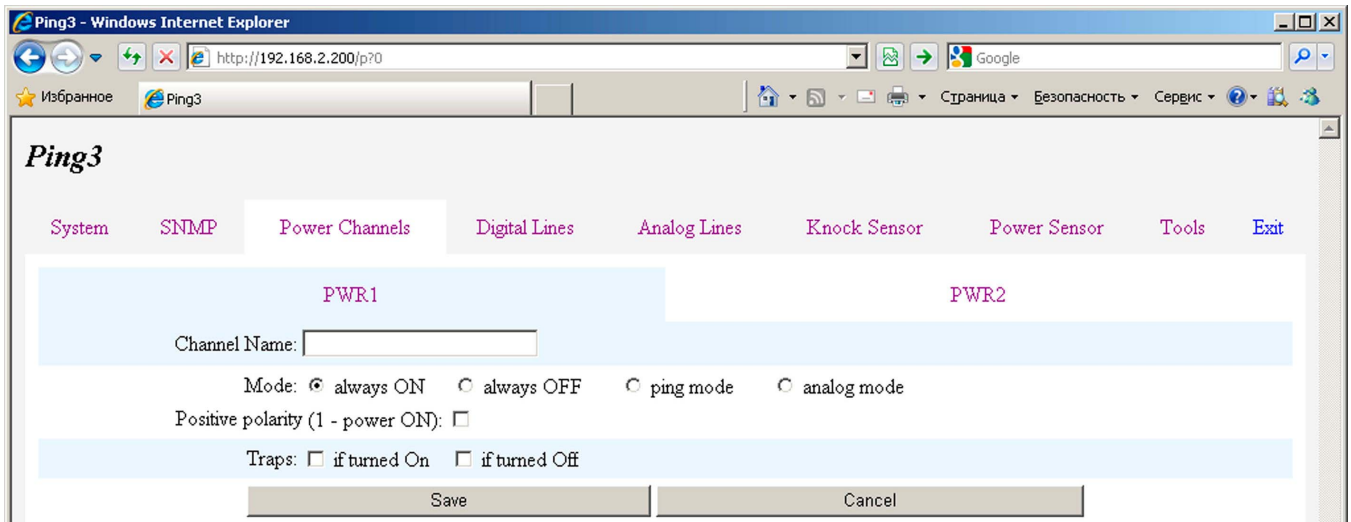 Ping3 - Windows Internet Explorer
http://192.168.2.200/p?0
Google
Избранное Ping3 Страница Безопасность Сервис
Ping3
System SNMP Power Channels Digital Lines Analog Lines Knock Sensor Power Sensor Tools Exit
PWR1 PWR2
Channel Name:
Mode: always ON always OFF ping mode analog mode
Positive polarity (1 - power ON):
Traps: if turned On if turned Off
Save Cancel